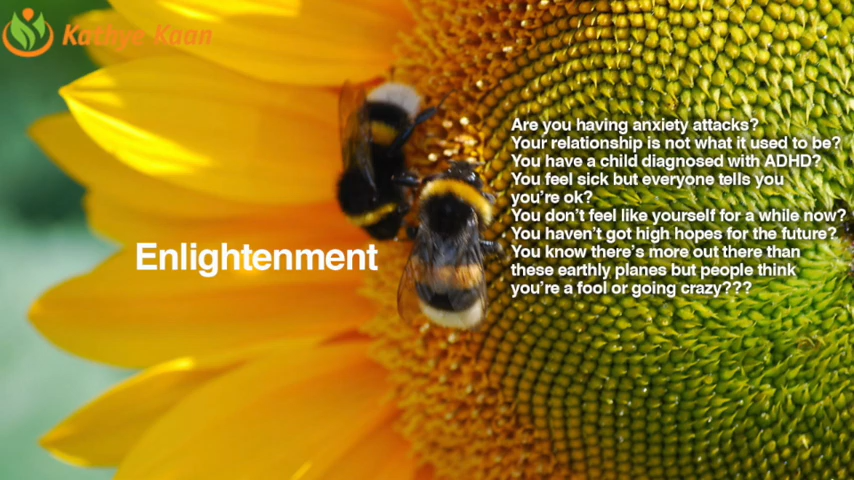 Kathye Kaan
Enlightenment
Are you having anxiety attacks?
Your relationship is not what it used to be?
You have a child diagnosed with ADHD?
You feel sick but everyone tells you
you're ok?
You don't feel like yourself for a while now?
You haven't got high hopes for the future?
You know there's more out there than
these earthly planes but people think
you're a fool or going crazy???